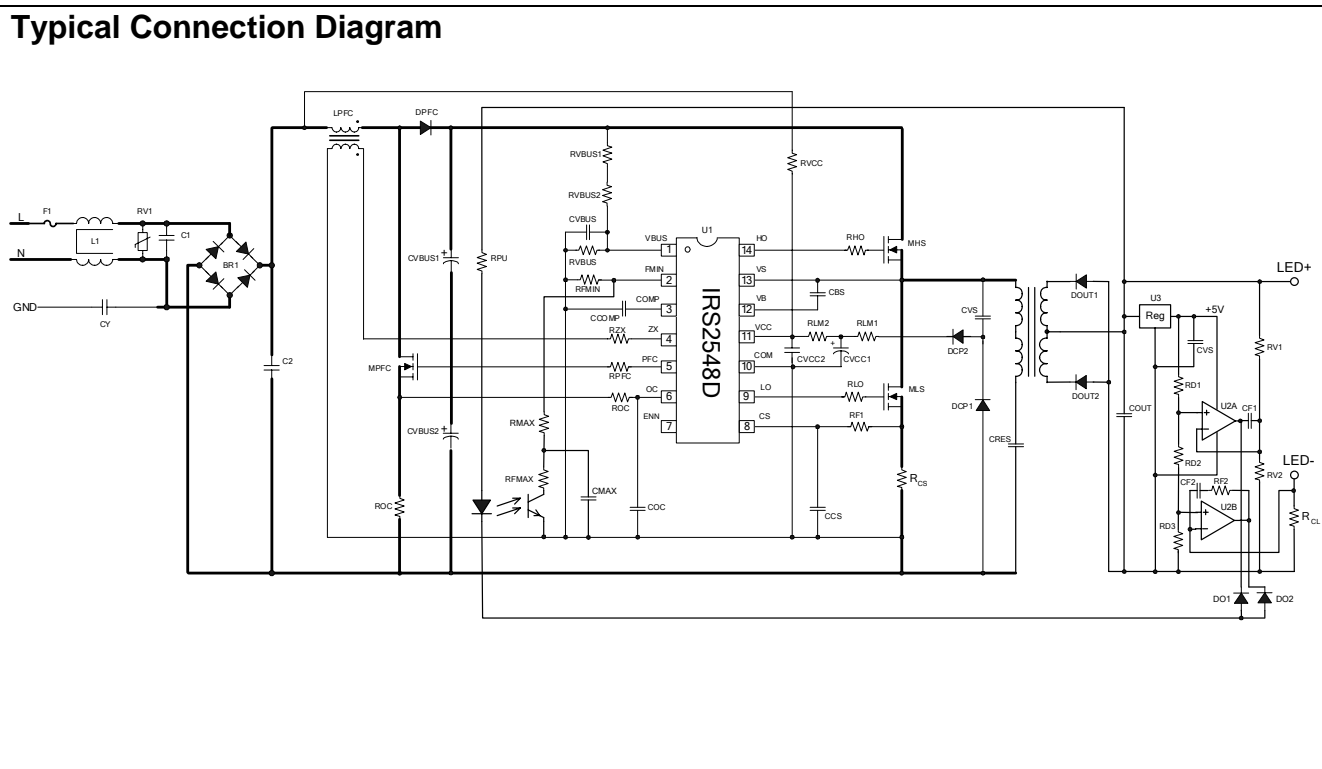 Typical Connection Diagram
LPFC
DPFC
RVBUS1
RVCC
RVBUS2
F1
RV1
CVBUS
U1
L
C1
VBUS
1
14
HO
RHO
MHS
L1
RVBUS
N
BR1
CVBUS1
RPU
FMIN
2
13
VS
LED+
RFMIN
CBS
DOUT1
COMP
3
12
VB
U3
GND
CCOMP
CVS
Reg
+5V
CY
ZX
4
11
VCC
RLM2
RLM1
RZX
IRS2548D
DCP2
CVS
RV1
C2
PFC
5
10
COM
CVCC2
+
CVCC1
MPFC
RPFC
RD1
OC
6
9
LO
RLO
MLS
DOUT2
ROC
DCP1
COUT
U2A
CF1
ENN
7
8
CS
RF1
RMAX
CVBUS2
CRES
RD2
LED-
RFMAX
RCS
RV2
CF2
RF2
CMAX
U2B
ROC
COC
CCS
RD3
RCL
DO1
DO2